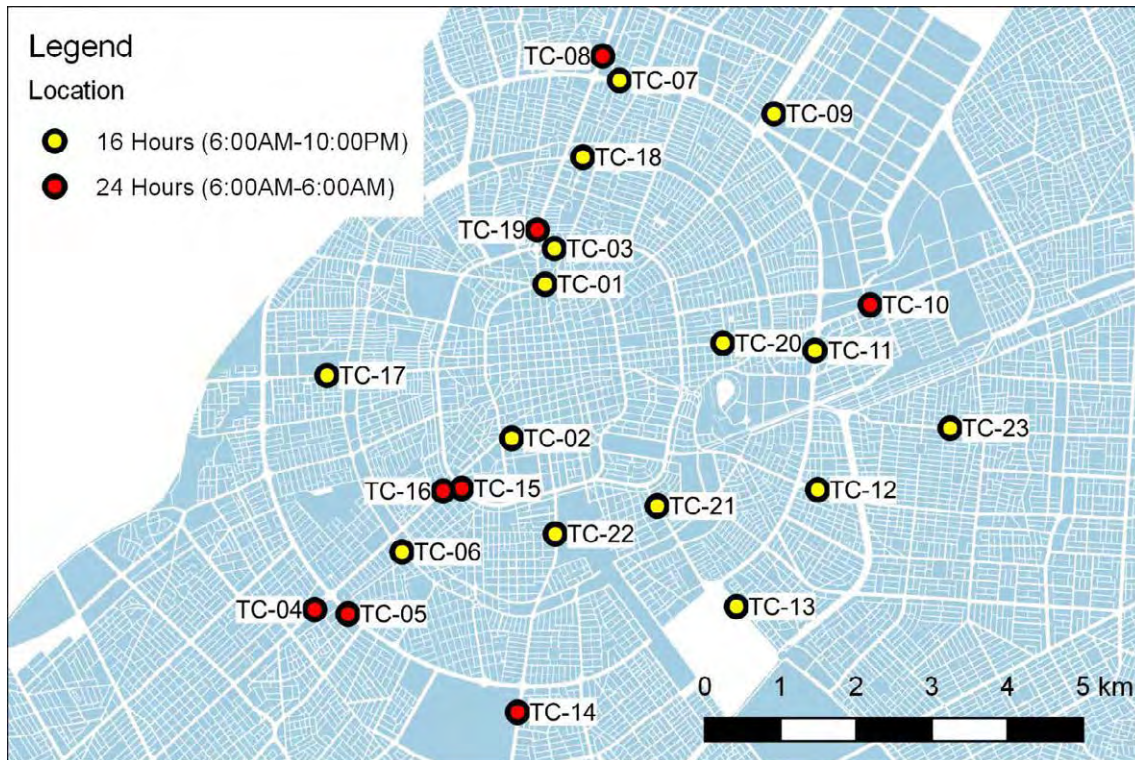 Legend
Location
16 Hours (6:00AM-10:00PM)
24 Hours (6:00AM-6:00AM)
TC-08
TC-07
TC-09
TC-18
TC-19
TC-03
TC-01
TC-10
TC-20
TC-11
TC-17
TC-23
TC-02
TC-16
TC-15
TC-12
TC-21
TC-22
TC-06
TC-04
TC-05
TC-13
0 1 2 3 4 5 km
TC-14